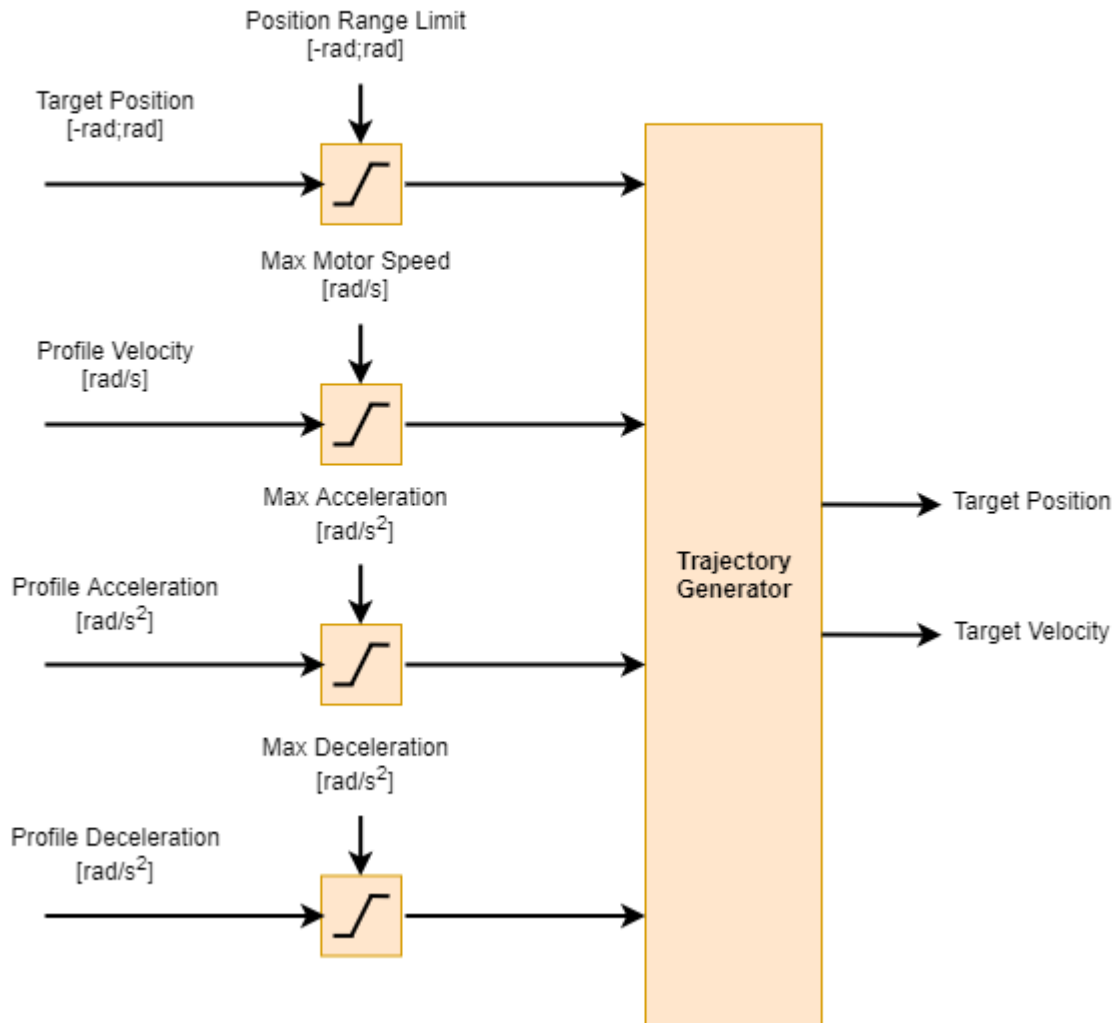 Position Range Limit
[-rad;rad]
Target Position
[-rad;rad]
Max Motor Speed
[rad/s]
Profile Velocity
[rad/s]
Max Acceleration
[rad/s²]
Profile Acceleration
[rad/s²]
Max Deceleration
[rad/s²]
Profile Deceleration
[rad/s²]
Trajectory
Generator
Target Position
Target Velocity